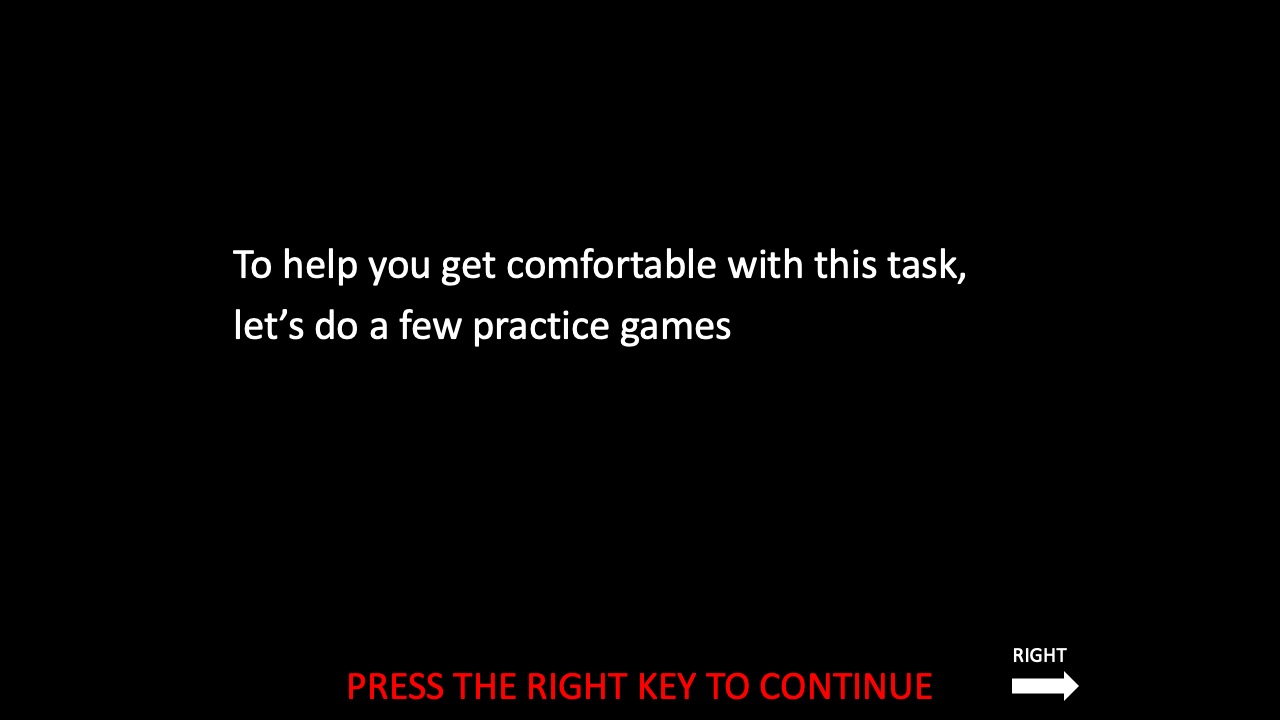 To help you get comfortable with this task,
let’s do a few practice games
RIGHT
PRESS THE RIGHT KEY TO CONTINUE